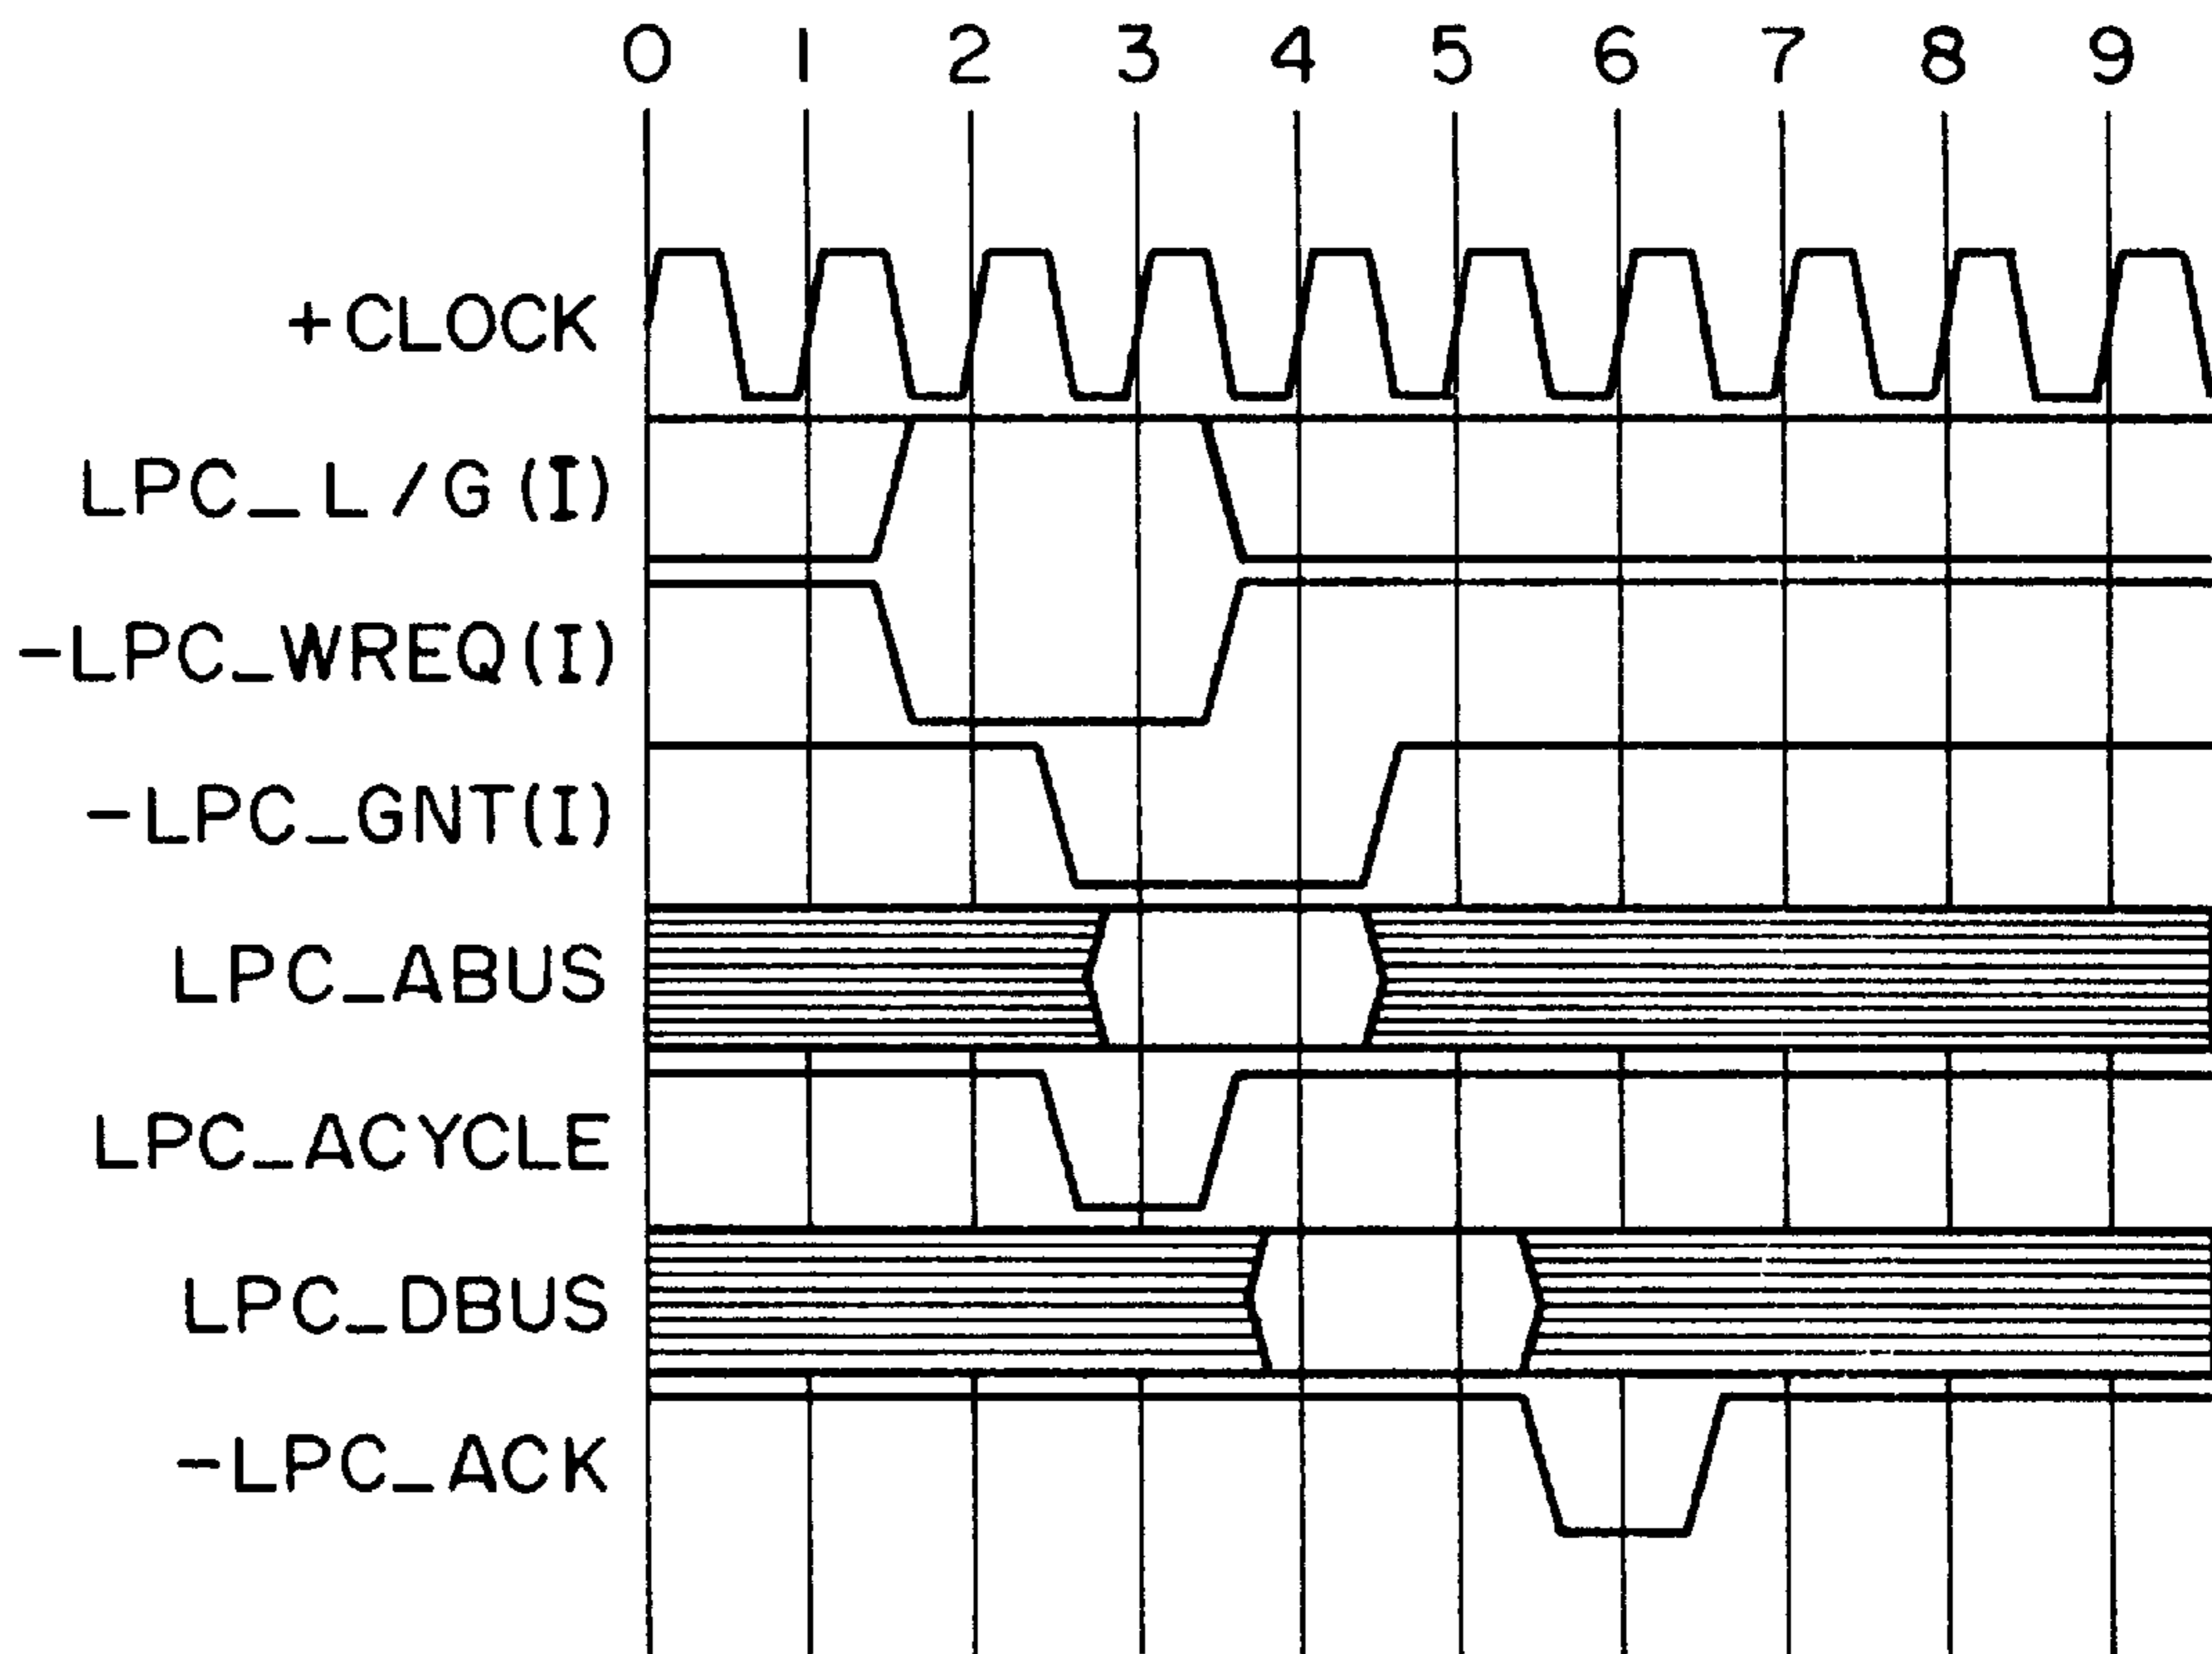 0 1 2 3 4 5 6 7 8 9
+CLOCK
LPC_L/G(I)
-LPC_WREQ(I)
-LPC_GNT(I)
LPC_ABUS
LPC_ACYCLE
LPC_DBUS
-LPC_ACK